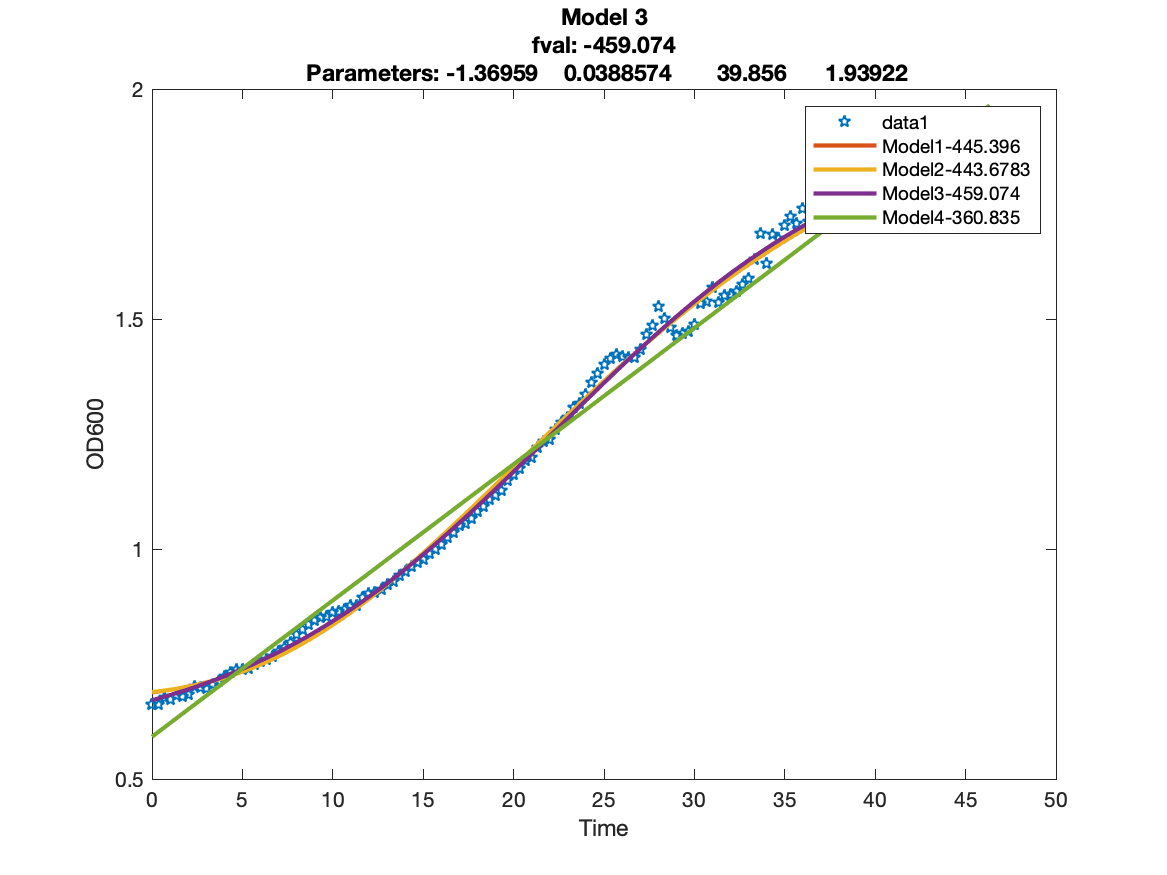 Model 3
fval: -459.074
Parameters: -1.36959 0.0388574 39.856 1.93922
2
1.5
1
0.5
OD600
data1
Model1-445.396
Model2-443.6783
Model3-459.074
Model4-360.835
0 5 10 15 20 25 30 35 40 45 50
Time